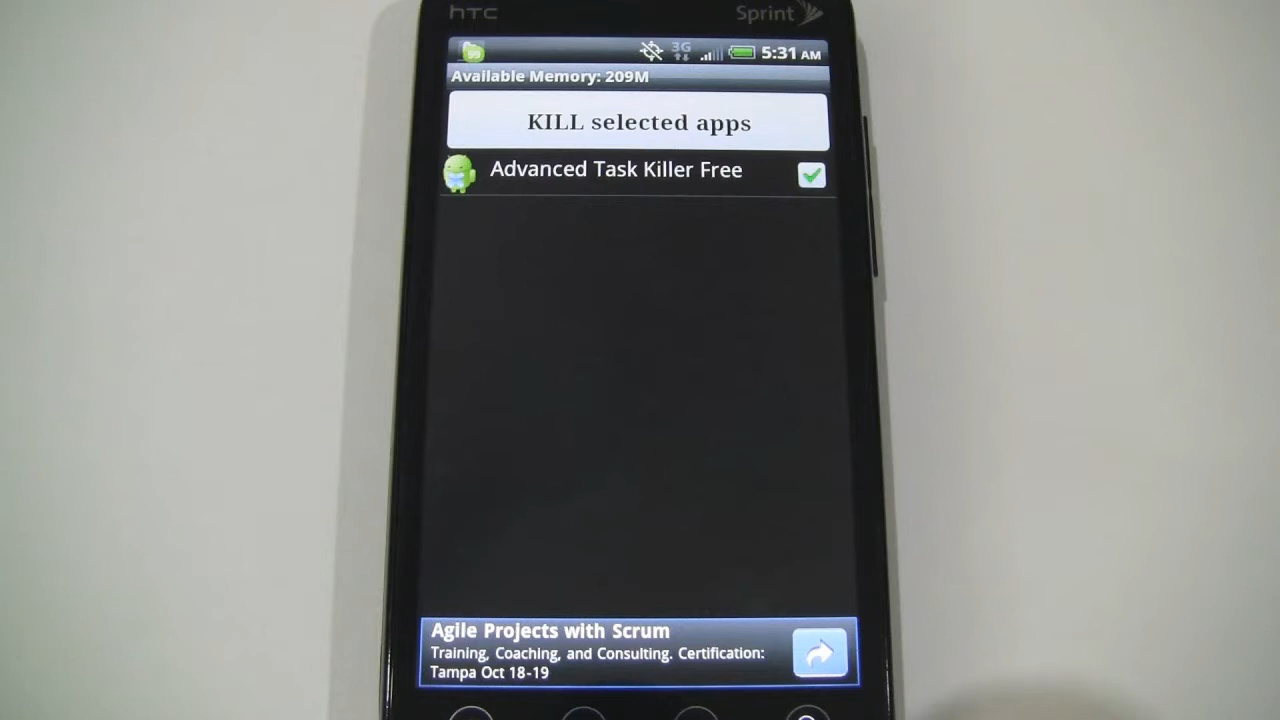 hTC Sprint
3G 5:31 AM
Available Memory: 209M
KILL selected apps
Advanced Task Killer Free
Agile Projects with Scrum
Training, Coaching, and Consulting. Certification:
Tampa Oct 18-19